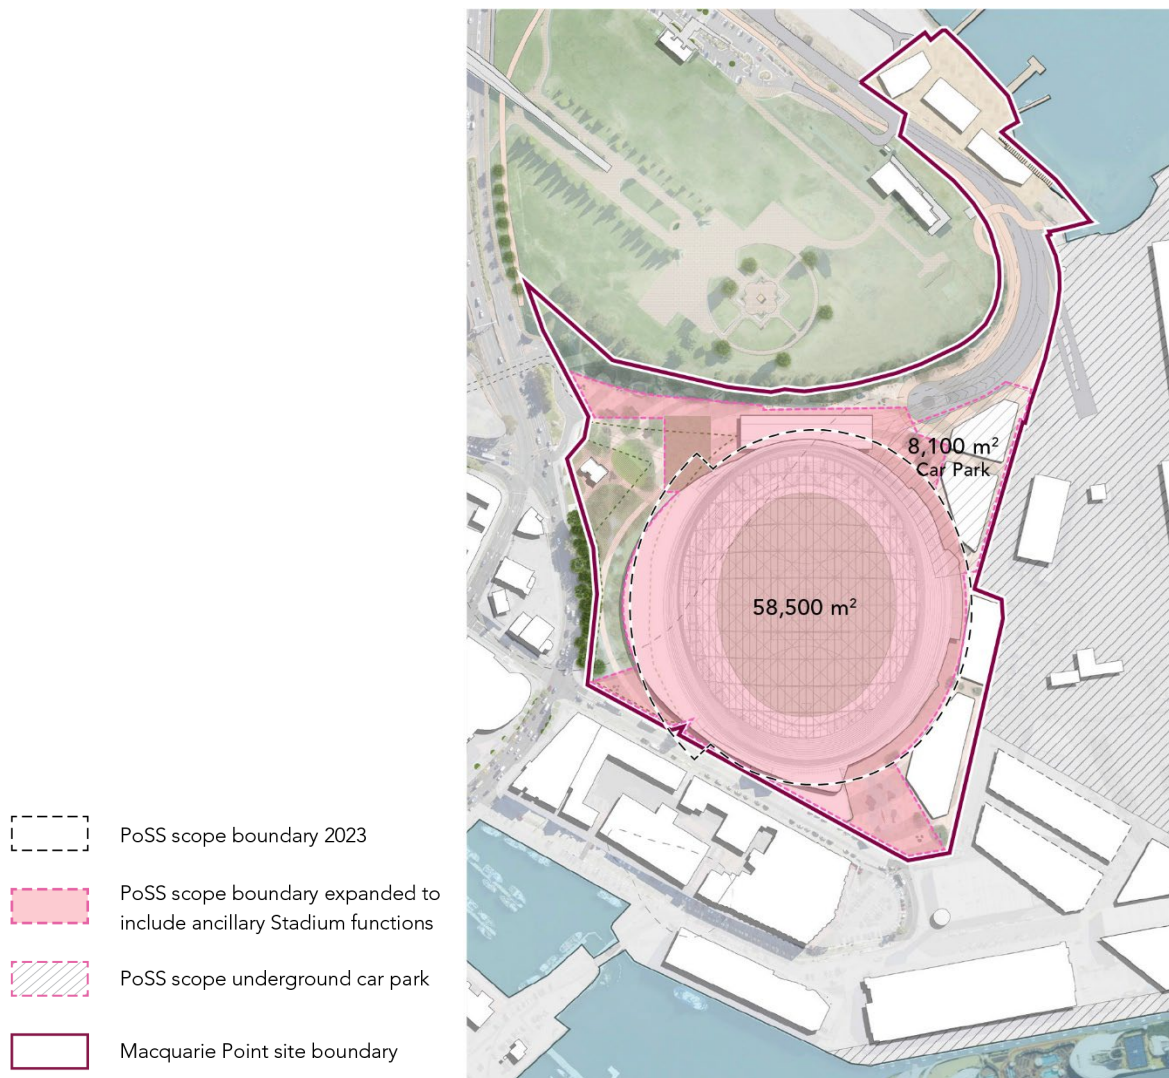 8,100 m²
Car Park
58,500 m²
PoSS scope boundary 2023
PoSS scope boundary expanded to
include ancillary Stadium functions
PoSS scope underground car park
Macquarie Point site boundary